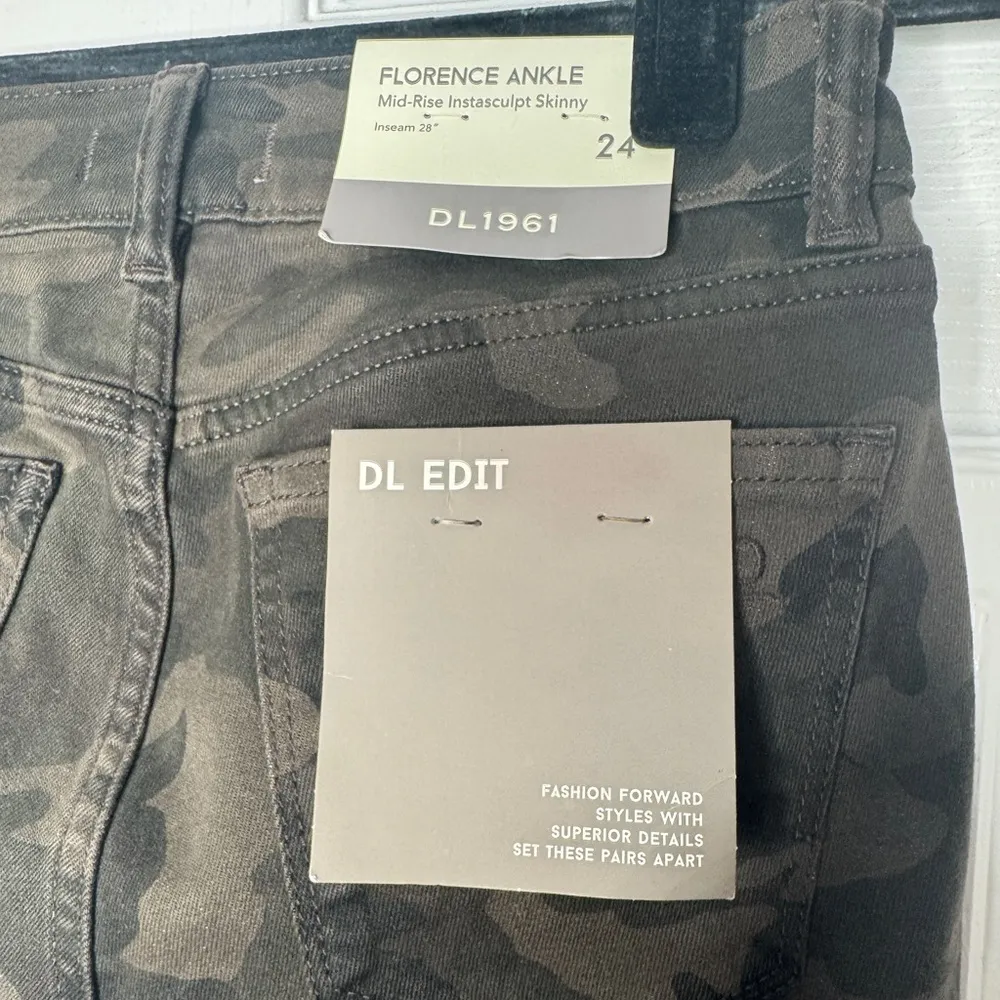 FLORENCE ANKLE
Mid-Rise Instasculpt Skinny
Inseam 28"
24
DL1961
DL EDIT
FASHION FORWARD
STYLES WITH
SUPERIOR DETAILS
SET THESE PAIRS APART